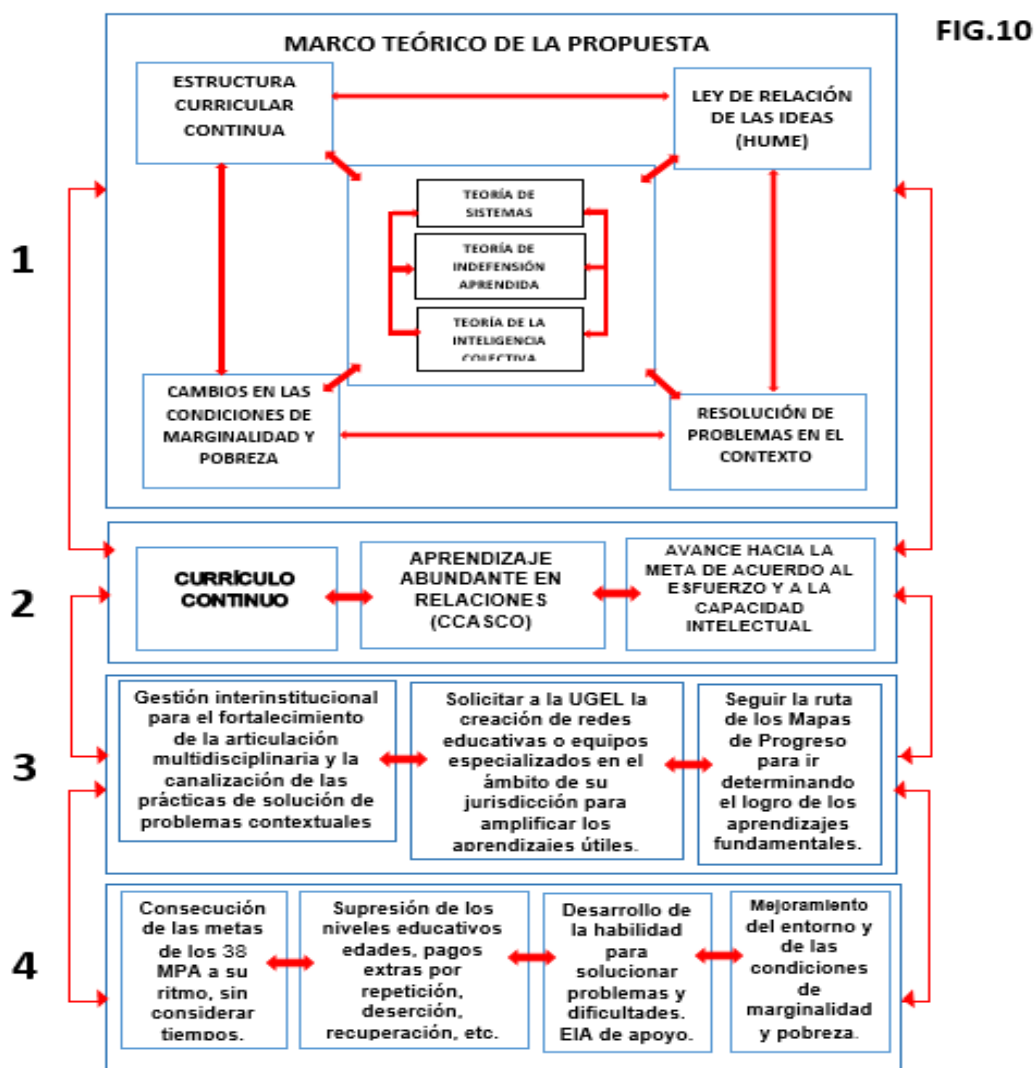 FIG.10
MARCO TEÓRICO DE LA PROPUESTA
ESTRUCTURA
CURRICULAR
CONTINUA
LEY DE RELACIÓN
DE LAS IDEAS
(HUME)
TEORÍA DE
SISTEMAS
TEORÍA DE
INDEFENSIÓN
APRENDIDA
TEORÍA DE LA
INTELIGENCIA
COLECTIVA
CAMBIOS EN LAS
CONDICIONES DE
MARGINALIDAD Y
POBREZA
RESOLUCIÓN DE
PROBLEMAS EN EL
CONTEXTO
1
2
CURRÍCULO
CONTINUO
APRENDIZAJE
ABUNDANTE EN
RELACIONES
(CCASCO)
AVANCE HACIA LA
META DE ACUERDO AL
ESFUERZO Y A LA
CAPACIDAD
INTELECTUAL
3
Gestión interinstitucional
para el fortalecimiento
de la articulación
multidisciplinaria y la
canalización de las
prácticas de solución de
problemas contextuales
Solicitar a la UGEL la
creación de redes
educativas o equipos
especializados en el
ámbito de su
jurisdicción para
amplificar los
aprendizajes útiles.
Seguir la ruta
de los Mapas
de Progreso
para ir
determinando
el logro de los
aprendizajes
fundamentales.
4
Consecución
de las metas
de los 38
MPA a su
ritmo, sin
considerar
tiempos.
Supresión de los
niveles educativos
edades, pagos
extras por
repetición,
deserción,
recuperación, etc.
Desarrollo de
la habilidad
para
solucionar
problemas y
dificultades.
EIA de apoyo.
Mejoramiento
del entorno y
de las
condiciones
de
marginalidad
y pobreza.